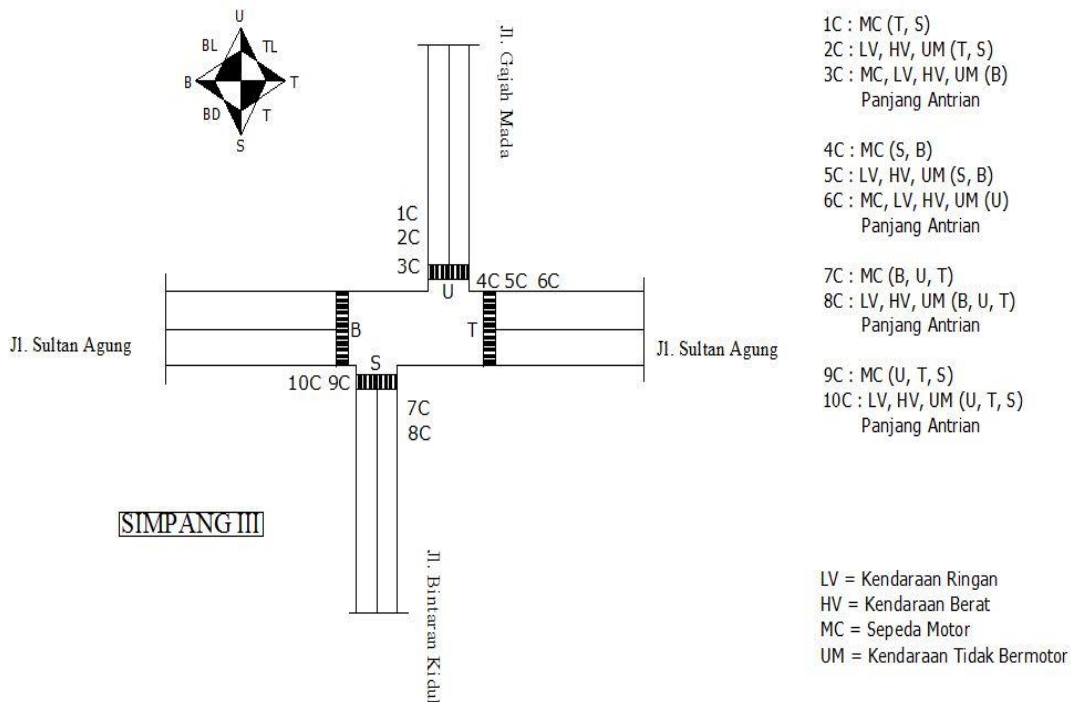 U
BL
TL
B
T
BD
T
S
Jl. Gajah Mada
1C
2C
3C
U
4C 5C 6C
B
T
S
Jl. Sultan Agung
Jl. Sultan Agung
10C 9C
7C
8C
SIMPANG III
Jl. Bintaran Kidul
1C : MC (T, S)
2C : LV, HV, UM (T, S)
3C : MC, LV, HV, UM (B)
Panjang Antrian
4C : MC (S, B)
5C : LV, HV, UM (S, B)
6C : MC, LV, HV, UM (U)
Panjang Antrian
7C : MC (B, U, T)
8C : LV, HV, UM (B, U, T)
Panjang Antrian
9C : MC (U, T, S)
10C : LV, HV, UM (U, T, S)
Panjang Antrian
LV = Kendaraan Ringan
HV = Kendaraan Berat
MC = Sepeda Motor
UM = Kendaraan Tidak Bermotor